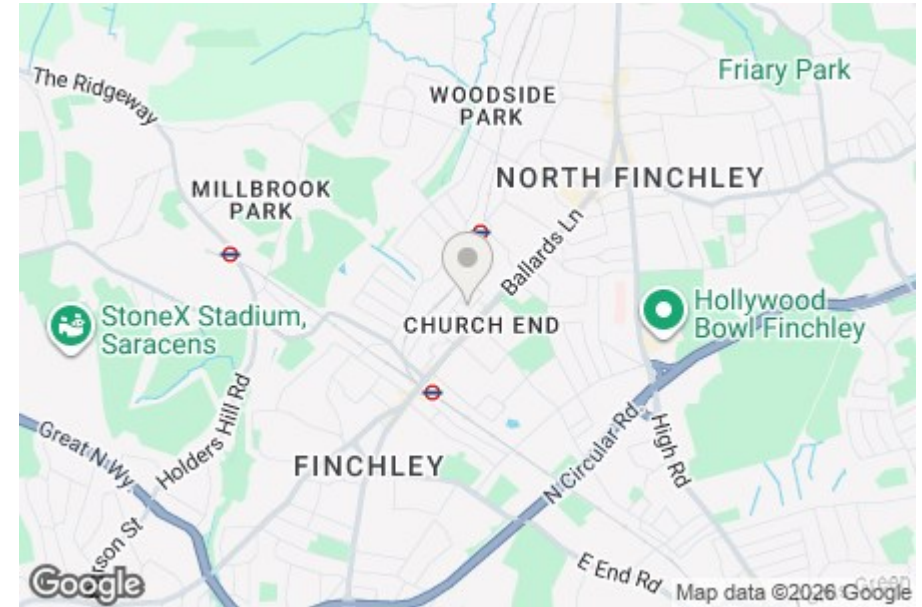 Friary Park
The Ridgeway
WOODSIDE
PARK
NORTH FINCHLEY
MILLBROOK
PARK
Ballards Ln
StoneX Stadium,
Saracens
CHURCH END
Hollywood
Bowl Finchley
Holders Hill Rd
Great N Wy
N Circular Rd
High Rd
FINCHLEY
E End Rd
Google
Map data ©2026 Google